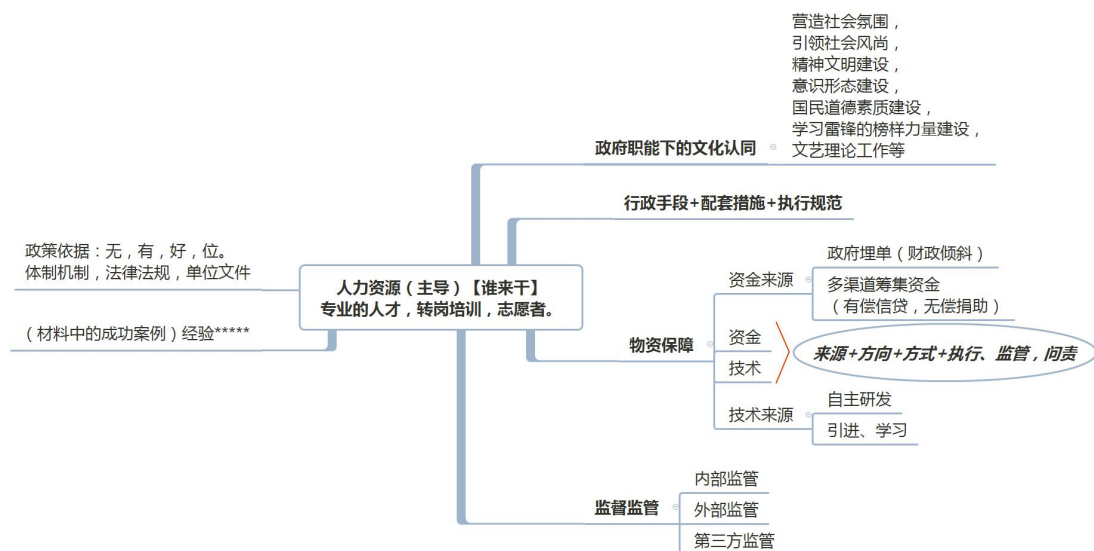 营造社会氛围，
引领社会风尚，
精神文明建设，
意识形态建设，
国民道德素质建设，
学习雷锋的榜样力量建设，
文艺理论工作等
政府职能下的文化认同
行政手段+配套措施+执行规范
政策依据：无，有，好，位。
体制机制，法律法规，单位文件
人力资源（主导）【谁来干】
专业的人才，转岗培训，志愿者。
（材料中的成功案例）经验*****
物资保障
资金来源
政府埋单（财政倾斜）
多渠道筹集资金
（有偿信贷，无偿捐助）
资金
技术
来源+方向+方式+执行、监管，问责
技术来源
自主研发
引进、学习
监督监管
内部监管
外部监管
第三方监管